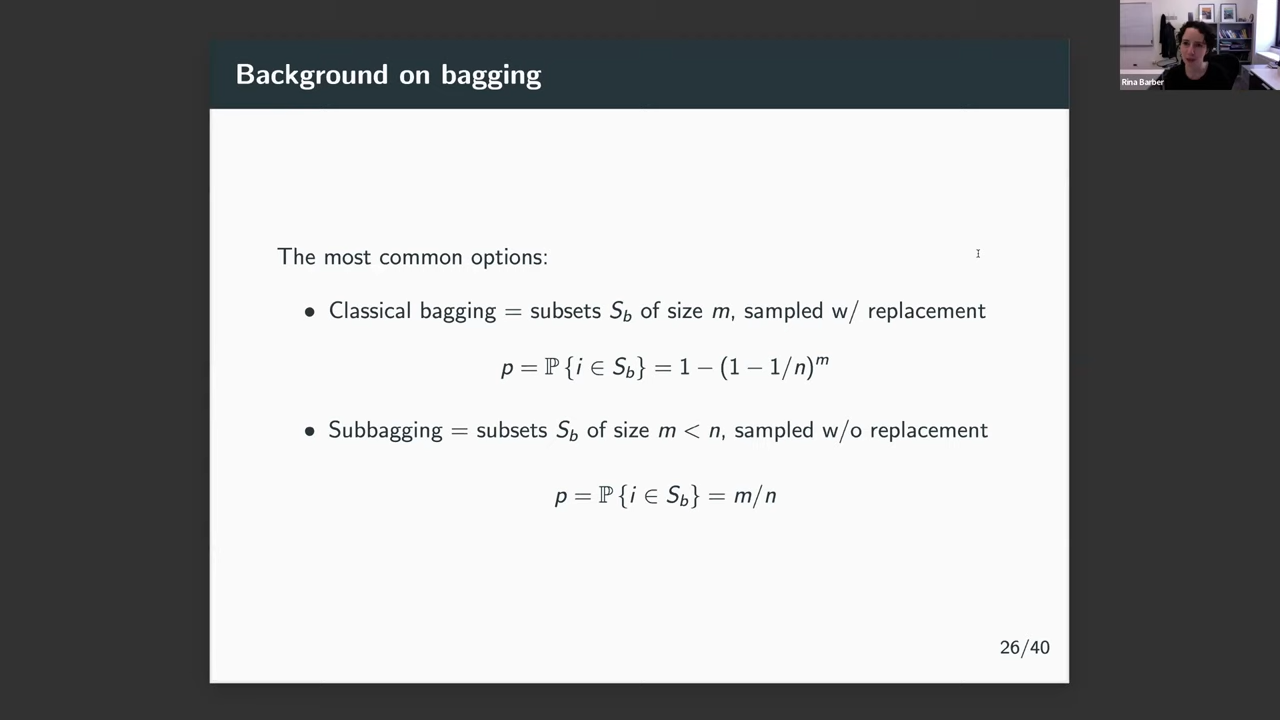 Background on bagging
Rina Barber
The most common options:
• Classical bagging = subsets S_b of size m, sampled w/ replacement
p = ℙ {i ∈ S_b} = 1 − (1 − 1/n)^m
• Subbagging = subsets S_b of size m < n, sampled w/o replacement
p = ℙ {i ∈ S_b} = m/n
26/40